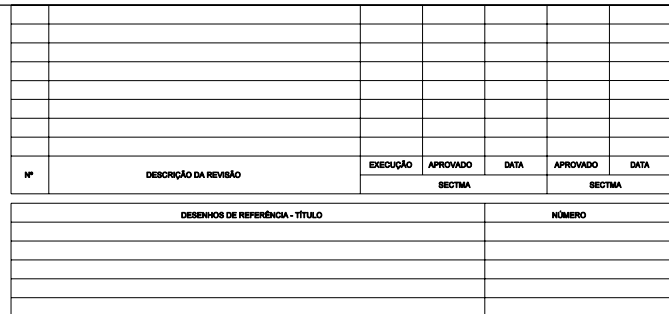 EXECUÇÃO APROVADO DATA APROVADO DATA
Nº DESCRIÇÃO DA REVISÃO
SECTMA SECTMA
DESENHOS DE REFERÊNCIA - TÍTULO NÚMERO